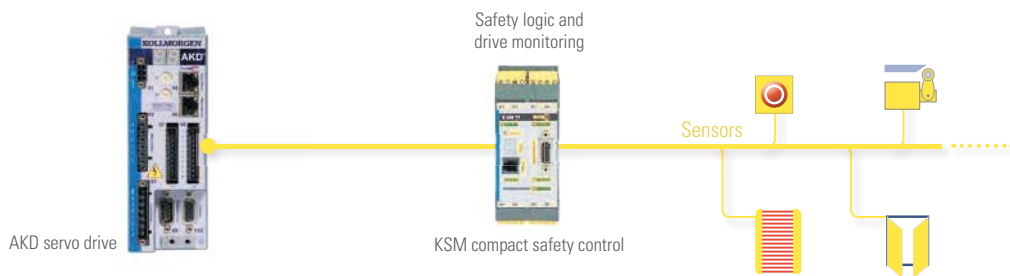 Safety logic and
drive monitoring
KOLLMORGEN
AKD
Sensors
AKD servo drive
KSM compact safety control